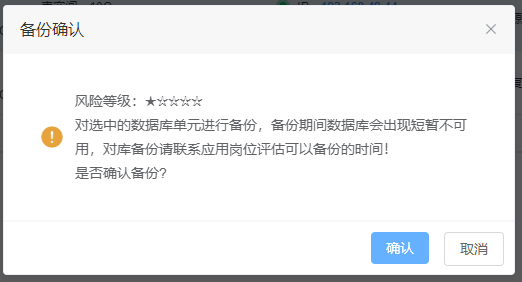 备份确认
风险等级：★☆☆☆☆
对选中的数据库单元进行备份，备份期间数据库会出现短暂不可
用，对库备份请联系应用岗位评估可以备份的时间！
是否确认备份？
确认
取消